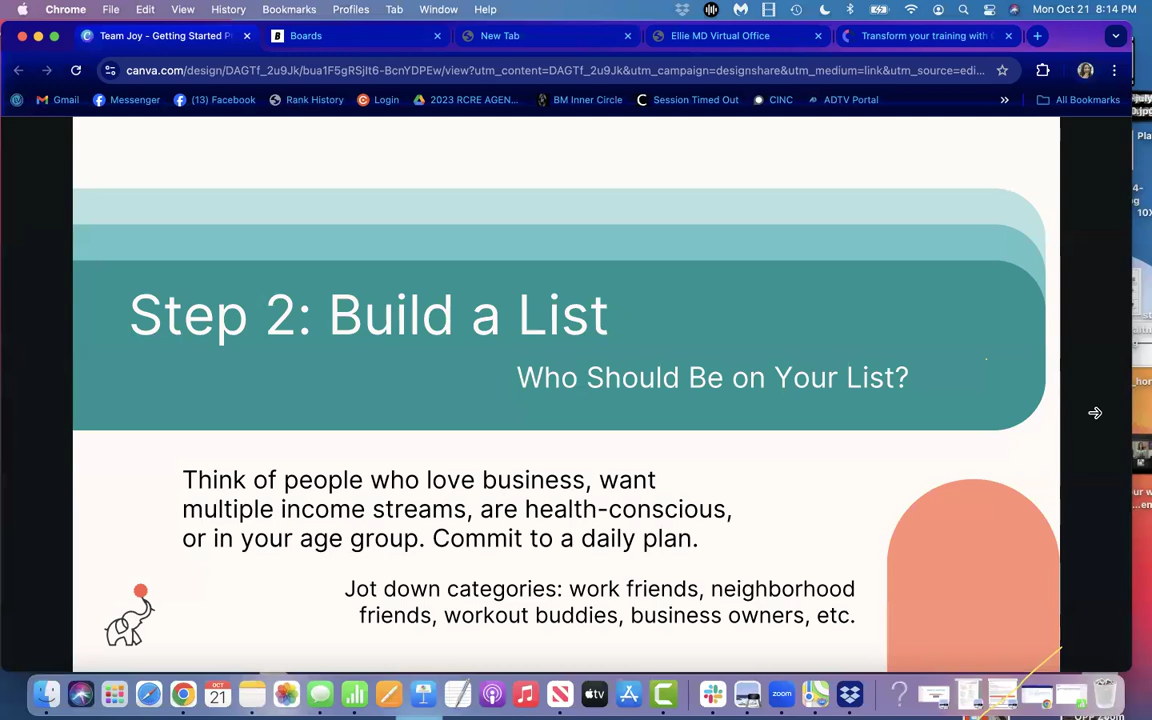 Chrome File Edit View History Bookmarks Profiles Tab Window Help Mon Oct 21 8:14 PM
Team Joy - Getting Started P Boards New Tab Ellie MD Virtual Office Transform your training with
canva.com/design/DAGTf_2u9Jk/bua1F5gRSjIt6-BcnYDPEw/view?utm_content=DAGTf_2u9Jk&utm_campaign=designshare&utm_medium=link&utm_source=edi...
Gmail Messenger (13) Facebook Rank History Login 2023 RCRE AGEN... BM Inner Circle Session Timed Out CINC ADTV Portal » All Bookmarks
Step 2: Build a List
Who Should Be on Your List?
Think of people who love business, want
multiple income streams, are health-conscious,
or in your age group. Commit to a daily plan.
Jot down categories: work friends, neighborhood
friends, workout buddies, business owners, etc.
OCT
21
zoom